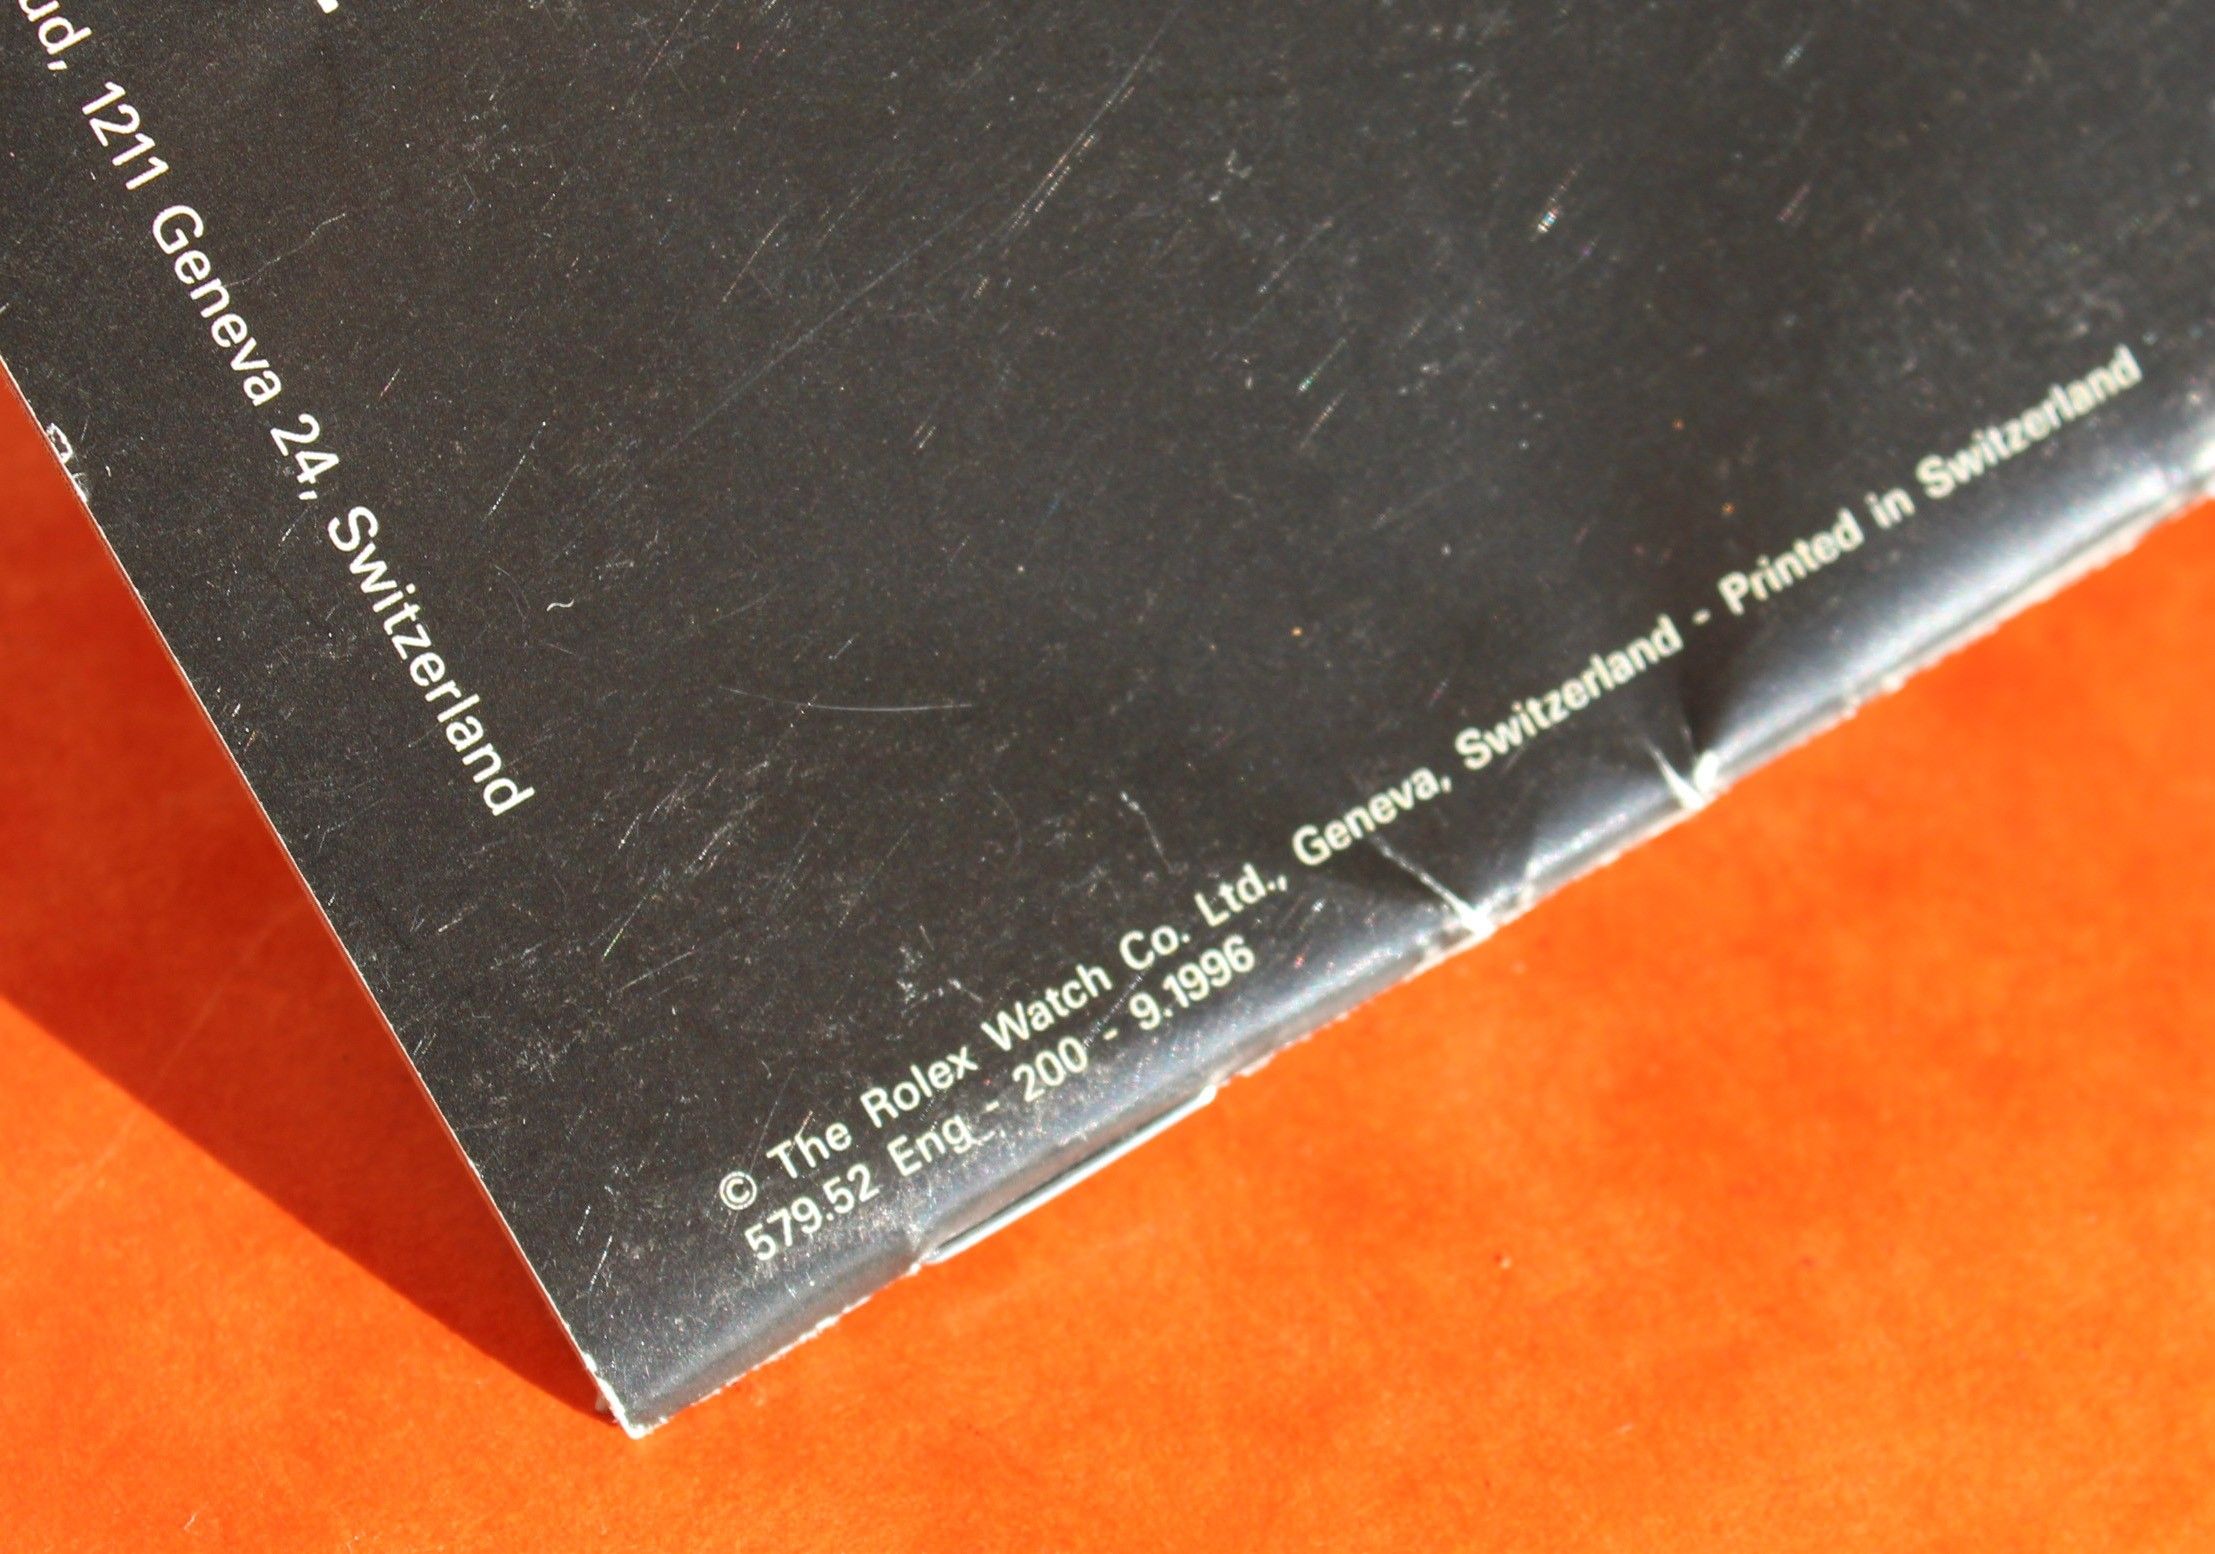 1211 Geneva 24, Switzerland
© The Rolex Watch Co. Ltd., Geneva, Switzerland - Printed in Switzerland
579.52 Eng - 200 - 9.1996